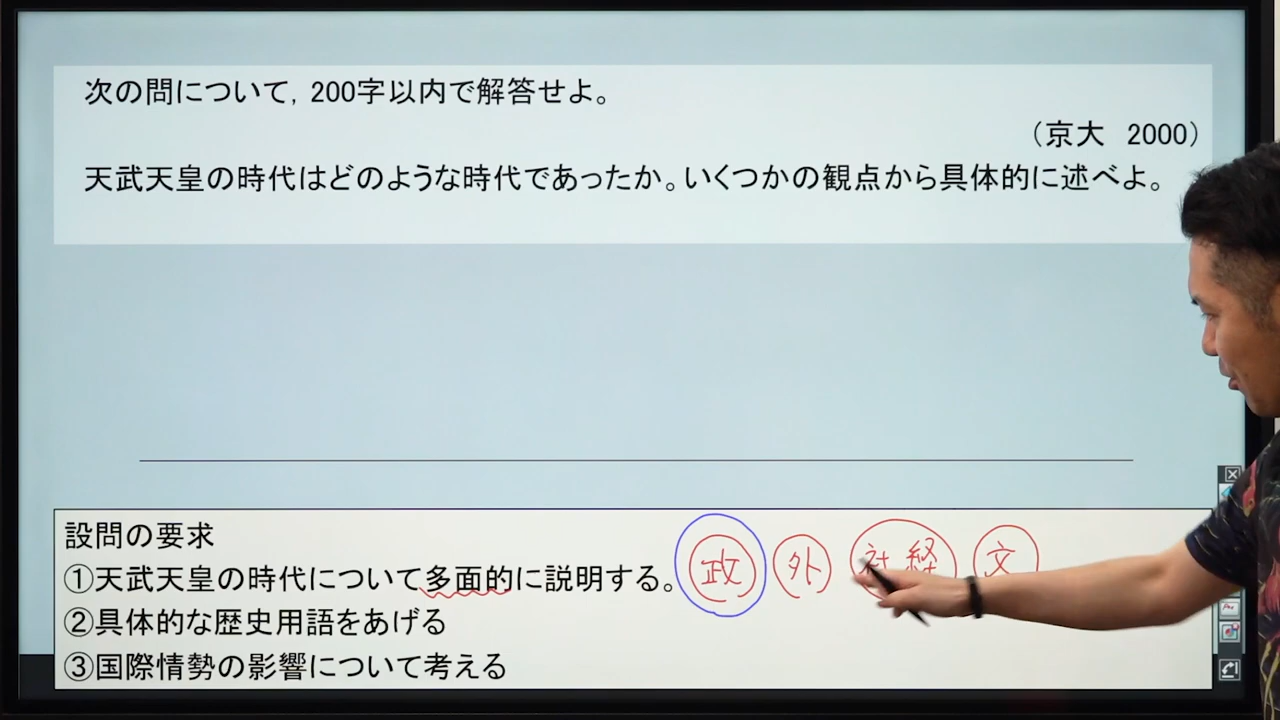 次の問について，200字以内で解答せよ。
（京大　2000）
天武天皇の時代はどのような時代であったか。いくつかの観点から具体的に述べよ。
設問の要求
①天武天皇の時代について多面的に説明する。 政 外 社 経 文
②具体的な歴史用語をあげる
③国際情勢の影響について考える